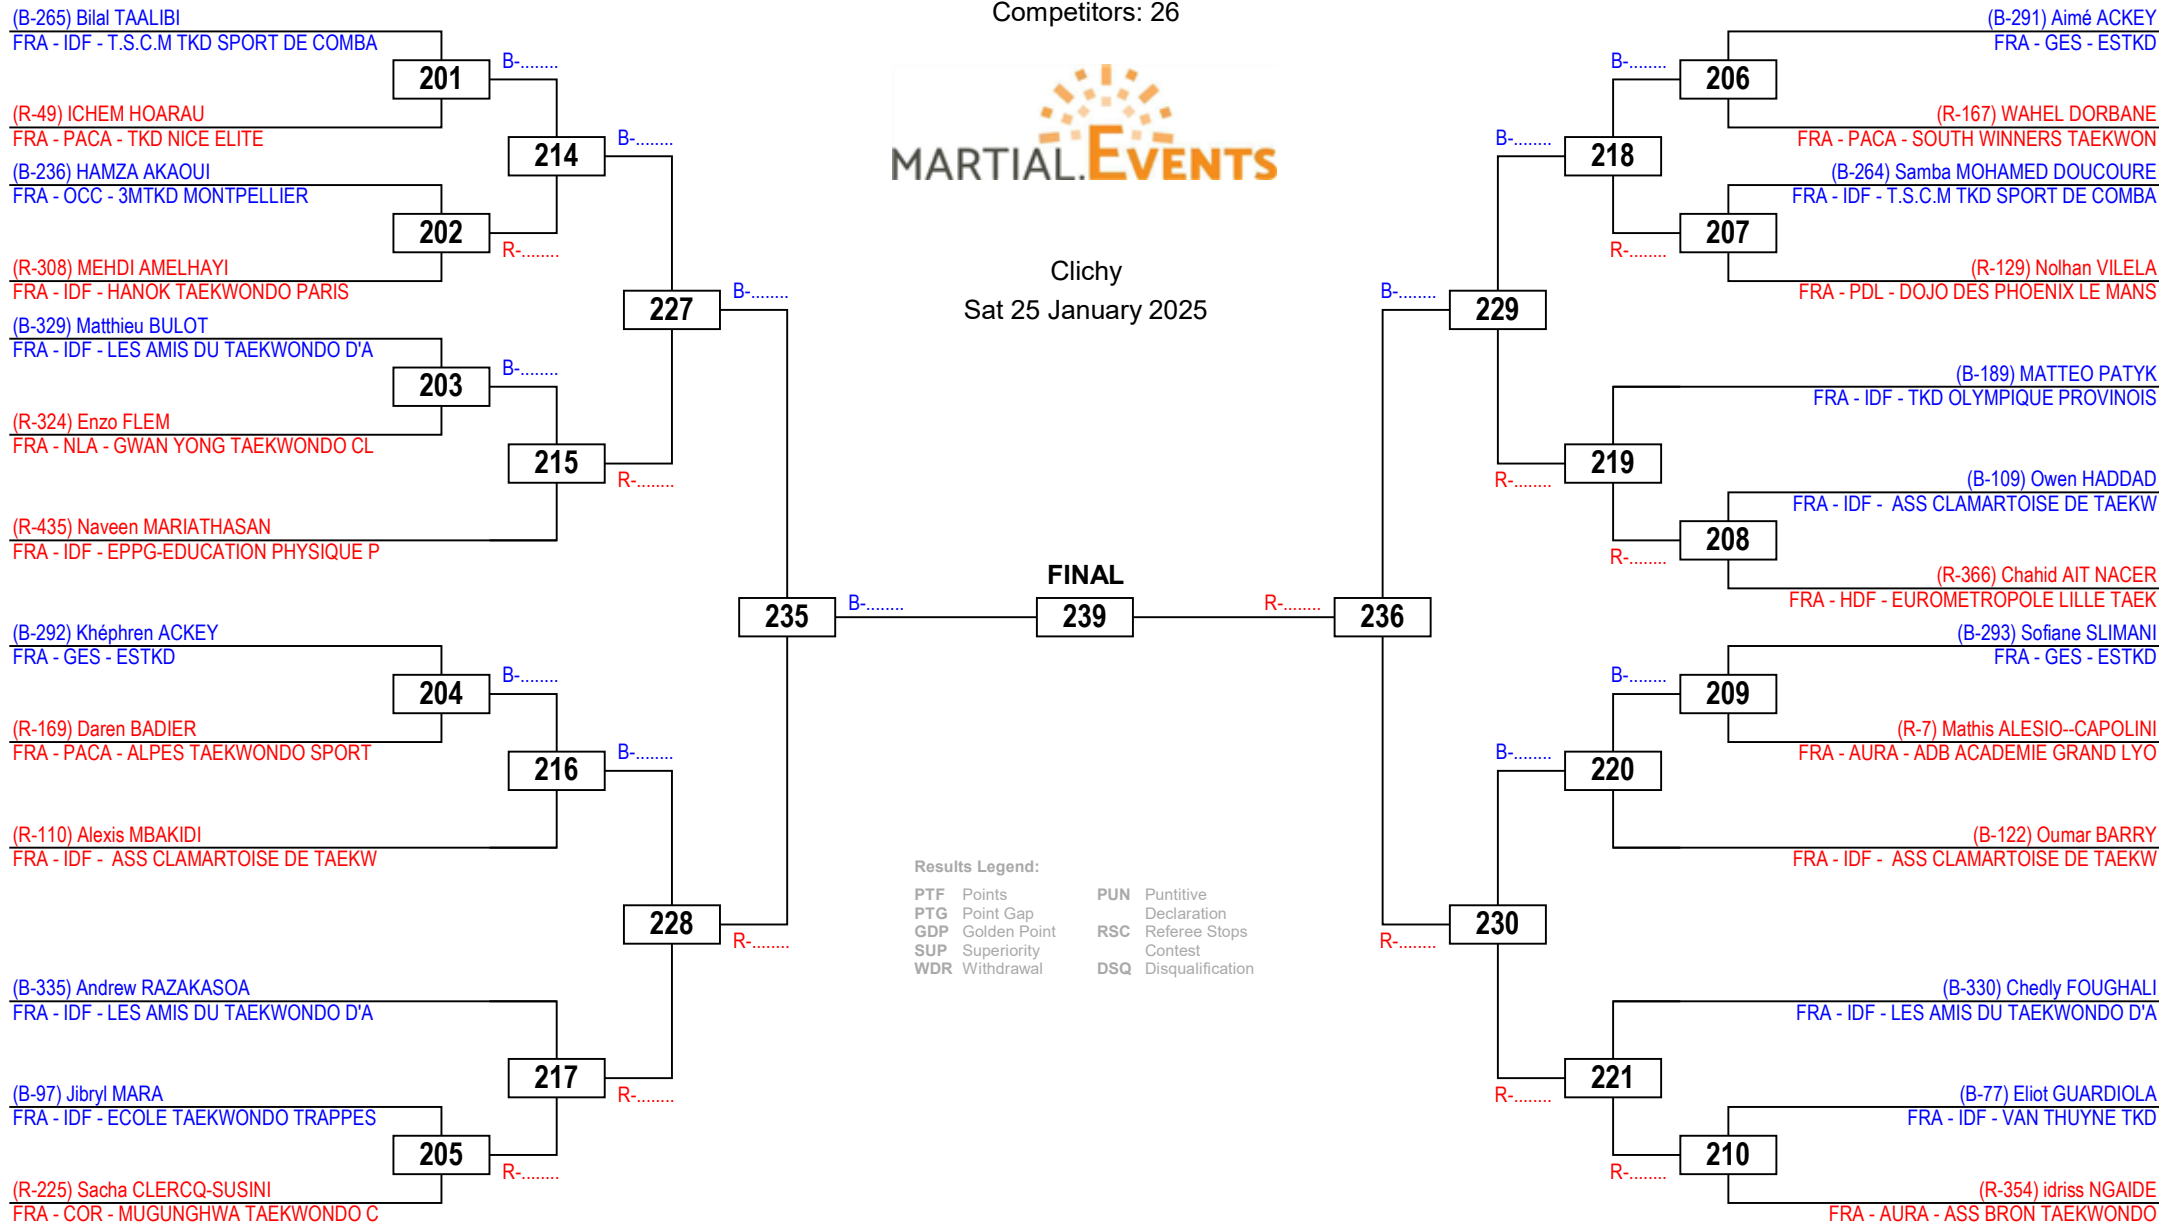 Competitors: 26
MARTIAL.EVENTS
Clichy
Sat 25 January 2025
(B-265) Bilal TAALIBI
FRA - IDF - T.S.C.M TKD SPORT DE COMBA
201
B-........
(R-49) ICHEM HOARAU
FRA - PACA - TKD NICE ELITE
214
B-........
(B-236) HAMZA AKAOUI
FRA - OCC - 3MTKD MONTPELLIER
202
R-........
(R-308) MEHDI AMELHAYI
FRA - IDF - HANOK TAEKWONDO PARIS
227
B-........
(B-329) Matthieu BULOT
FRA - IDF - LES AMIS DU TAEKWONDO D'A
203
B-........
(R-324) Enzo FLEM
FRA - NLA - GWAN YONG TAEKWONDO CL
215
R-........
(R-435) Naveen MARIATHASAN
FRA - IDF - EPPG-EDUCATION PHYSIQUE P
235
B-........
(B-292) Khéphren ACKEY
FRA - GES - ESTKD
204
B-........
(R-169) Daren BADIER
FRA - PACA - ALPES TAEKWONDO SPORT
216
B-........
(R-110) Alexis MBAKIDI
FRA - IDF - ASS CLAMARTOISE DE TAEKW
228
R-........
(B-335) Andrew RAZAKASOA
FRA - IDF - LES AMIS DU TAEKWONDO D'A
217
R-........
(B-97) Jibryl MARA
FRA - IDF - ECOLE TAEKWONDO TRAPPES
205
R-........
(R-225) Sacha CLERCQ-SUSINI
FRA - COR - MUGUNGHWA TAEKWONDO C
FINAL
239
Results Legend:
PTF Points
PTG Point Gap
GDP Golden Point
SUP Superiority
WDR Withdrawal
PUN Puntitive
Declaration
RSC Referee Stops
Contest
DSQ Disqualification
(B-291) Aimé ACKEY
FRA - GES - ESTKD
B-........
206
(R-167) WAHEL DORBANE
FRA - PACA - SOUTH WINNERS TAEKWON
B-........
218
(B-264) Samba MOHAMED DOUCOURE
FRA - IDF - T.S.C.M TKD SPORT DE COMBA
207
R-........
(R-129) Nolhan VILELA
FRA - PDL - DOJO DES PHOENIX LE MANS
B-........
229
(B-189) MATTEO PATYK
FRA - IDF - TKD OLYMPIQUE PROVINOIS
219
R-........
(B-109) Owen HADDAD
FRA - IDF - ASS CLAMARTOISE DE TAEKW
208
R-........
(R-366) Chahid AIT NACER
FRA - HDF - EUROMETROPOLE LILLE TAEK
R-........
236
(B-293) Sofiane SLIMANI
FRA - GES - ESTKD
B-........
209
(R-7) Mathis ALESIO--CAPOLINI
FRA - AURA - ADB ACADEMIE GRAND LYO
B-........
220
(B-122) Oumar BARRY
FRA - IDF - ASS CLAMARTOISE DE TAEKW
230
R-........
(B-330) Chedly FOUGHALI
FRA - IDF - LES AMIS DU TAEKWONDO D'A
221
R-........
(B-77) Eliot GUARDIOLA
FRA - IDF - VAN THUYNE TKD
210
R-........
(R-354) idriss NGAIDE
FRA - AURA - ASS BRON TAEKWONDO